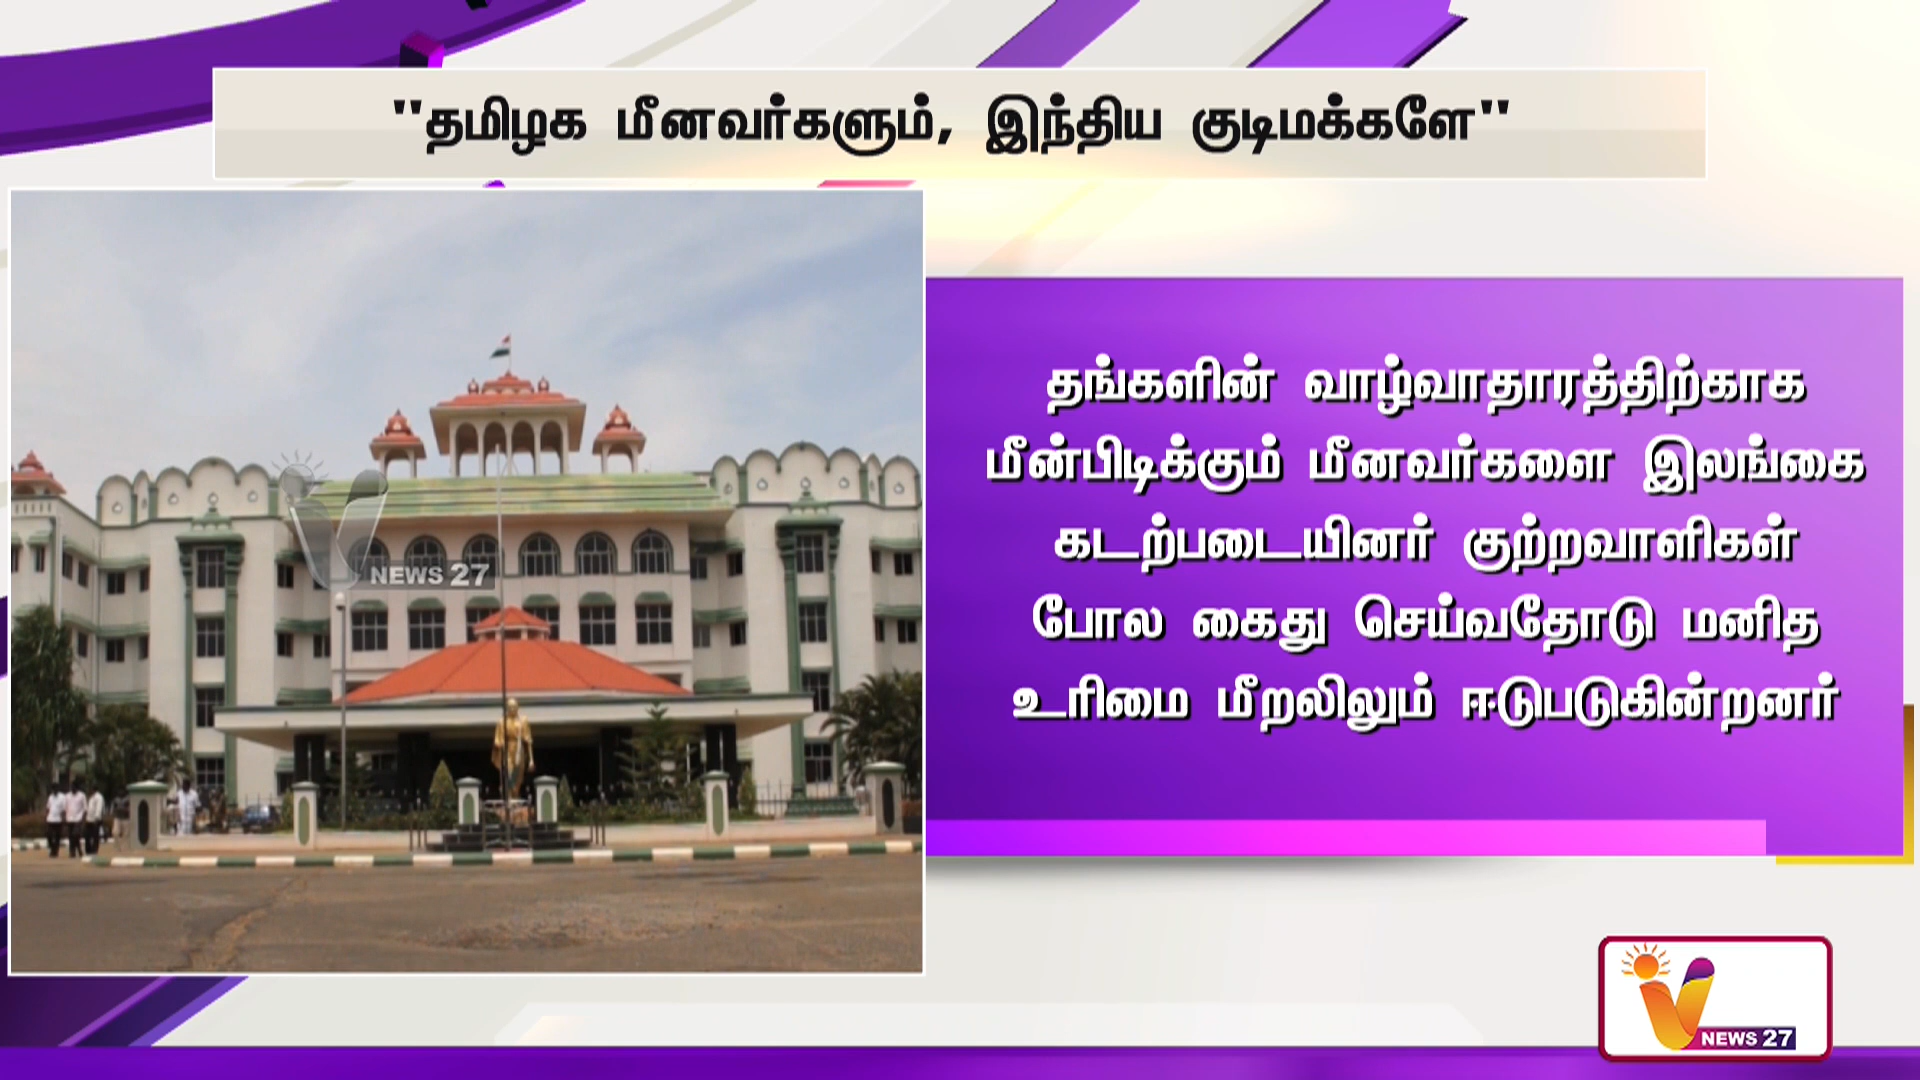 "தமிழக மீனவர்களும், இந்திய குடிமக்களே"
தங்களின் வாழ்வாதாரத்திற்காக
மீன்பிடிக்கும் மீனவர்களை இலங்கை
கடற்படையினர் குற்றவாளிகள்
போல கைது செய்வதோடு மனித
உரிமை மீறலிலும் ஈடுபடுகின்றனர்
NEWS 27
NEWS 27